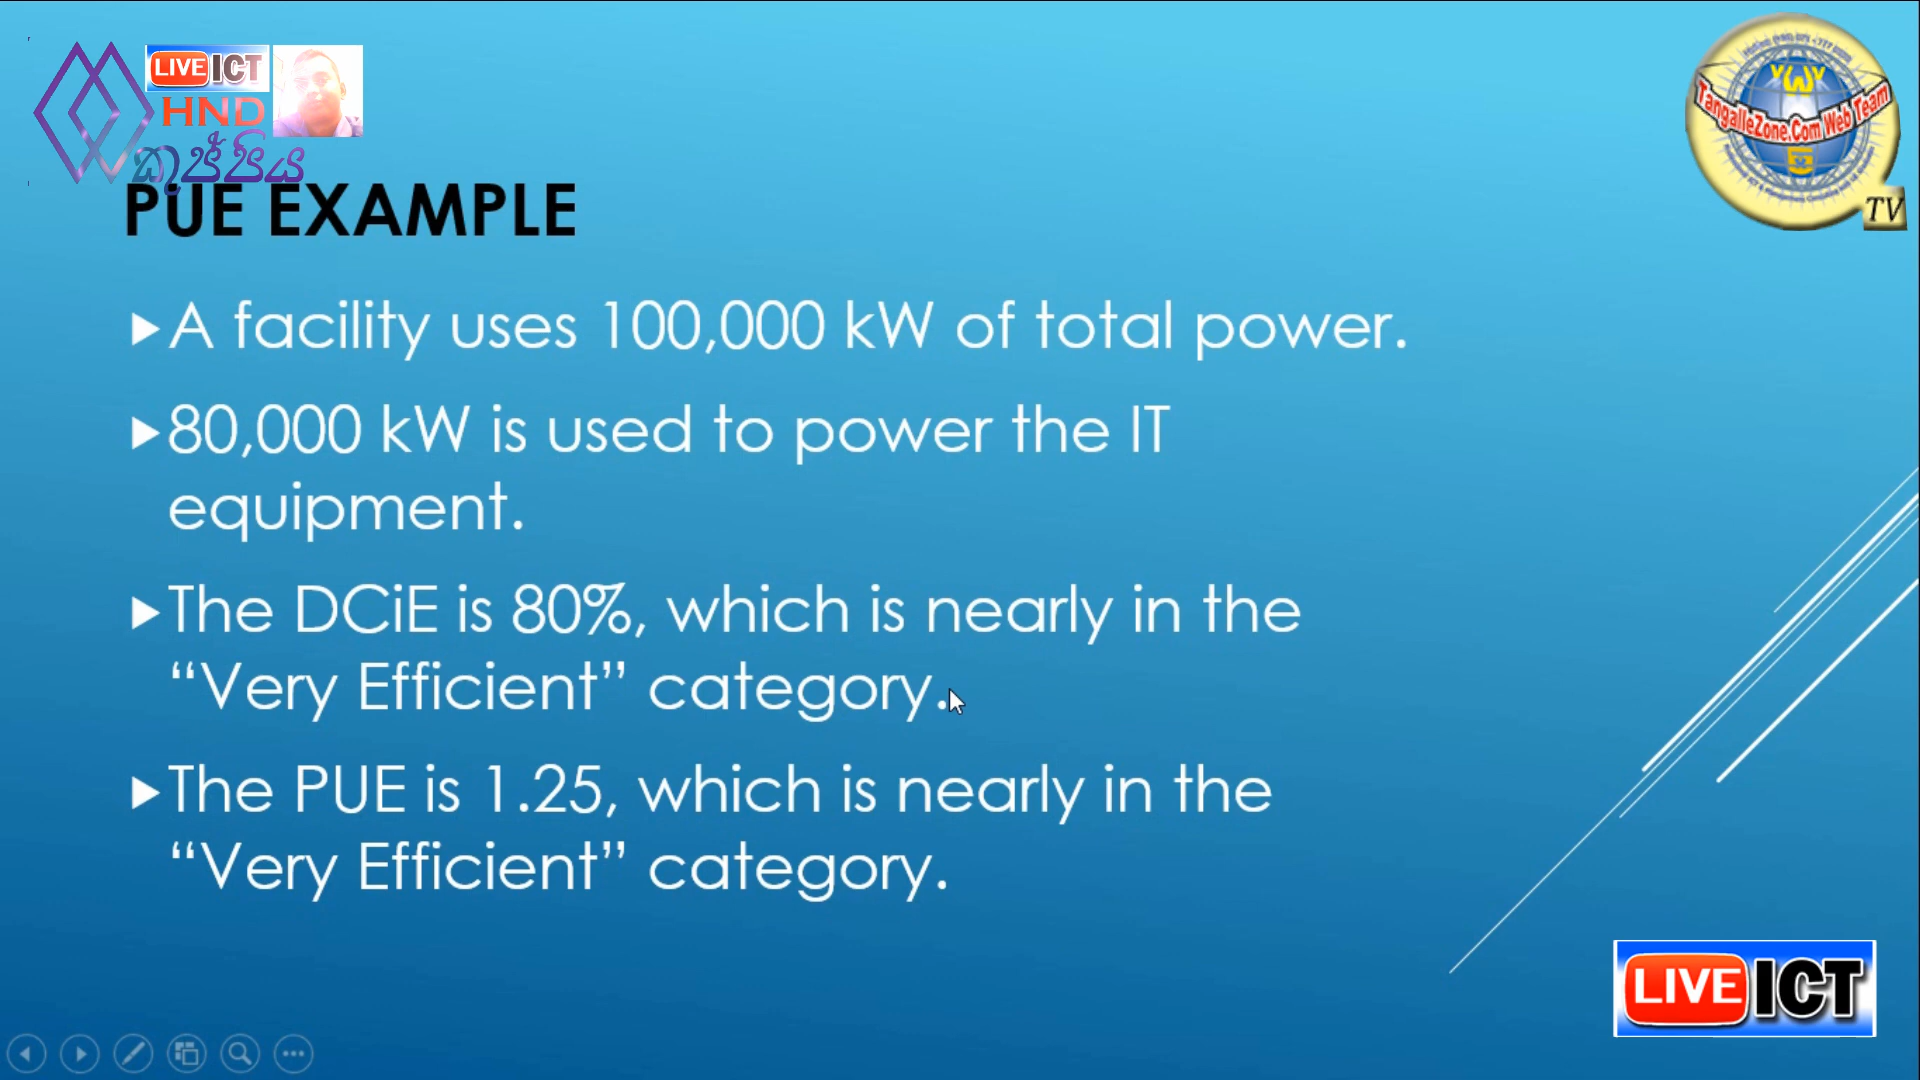 LIVE ICT
HND
කුප්පිය
TangalleZone.Com Web Team
TV
PUE EXAMPLE
A facility uses 100,000 kW of total power.
80,000 kW is used to power the IT
equipment.
The DCiE is 80%, which is nearly in the
“Very Efficient” category.
The PUE is 1.25, which is nearly in the
“Very Efficient” category.
LIVE ICT